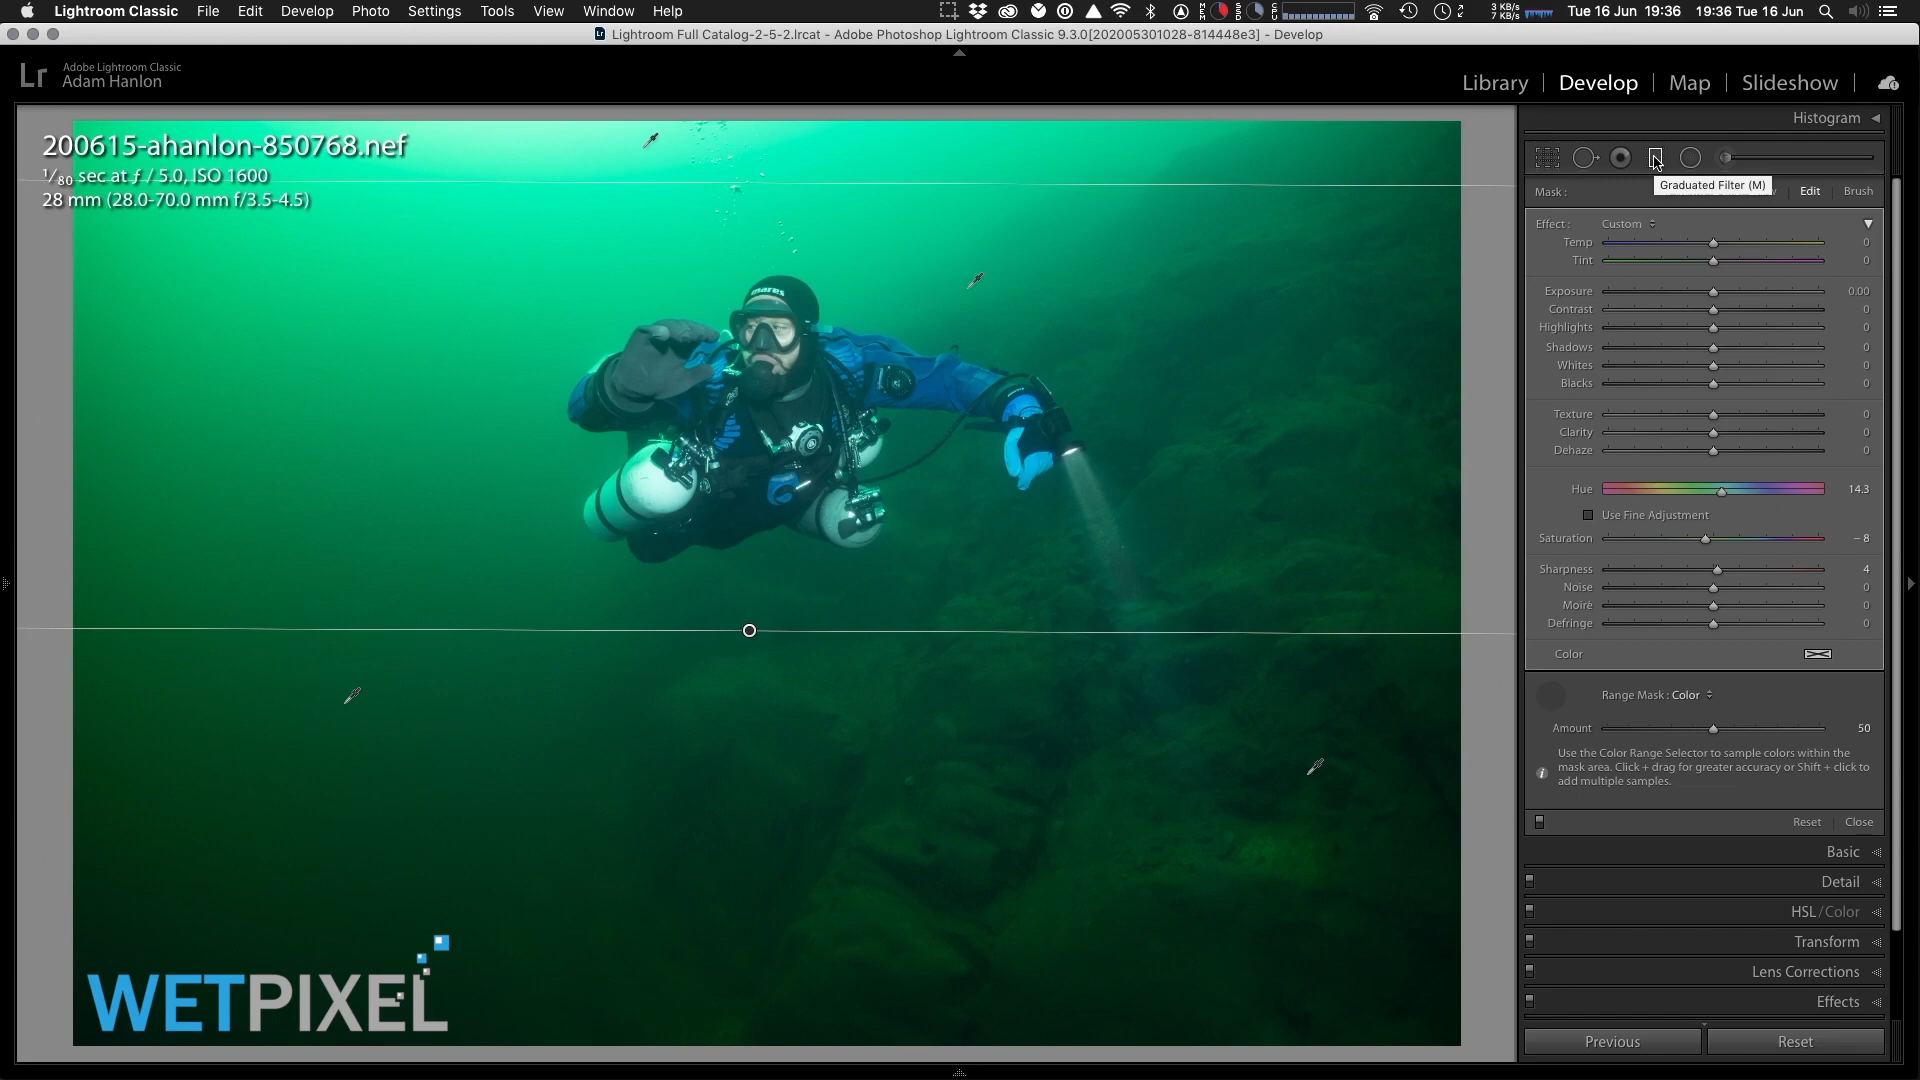 Lightroom Classic File Edit Develop Photo Settings Tools View Window Help 3 KB/s 7 KB/s Tue 16 Jun 19:36 19:36 Tue 16 Jun
Lightroom Full Catalog-2-5-2.lrcat - Adobe Photoshop Lightroom Classic 9.3.0[202005301028-814448e3] - Develop
Lr Adobe Lightroom Classic
Adam Hanlon
Library Develop Map Slideshow
Histogram
200615-ahanlon-850768.nef
1/80 sec at ƒ / 5.0, ISO 1600
28 mm (28.0-70.0 mm f/3.5-4.5)
mares
Graduated Filter (M)
Mask : Edit Brush
Effect : Custom
Temp 0
Tint 0
Exposure 0.00
Contrast 0
Highlights 0
Shadows 0
Whites 0
Blacks 0
Texture 0
Clarity 0
Dehaze 0
Hue 14.3
Use Fine Adjustment
Saturation – 8
Sharpness 4
Noise 0
Moiré 0
Defringe 0
Color
Range Mask : Color
Amount 50
Use the Color Range Selector to sample colors within the
mask area. Click + drag for greater accuracy or Shift + click to
add multiple samples.
Reset Close
Basic
Detail
HSL / Color
Transform
Lens Corrections
Effects
Previous Reset
WETPIXEL